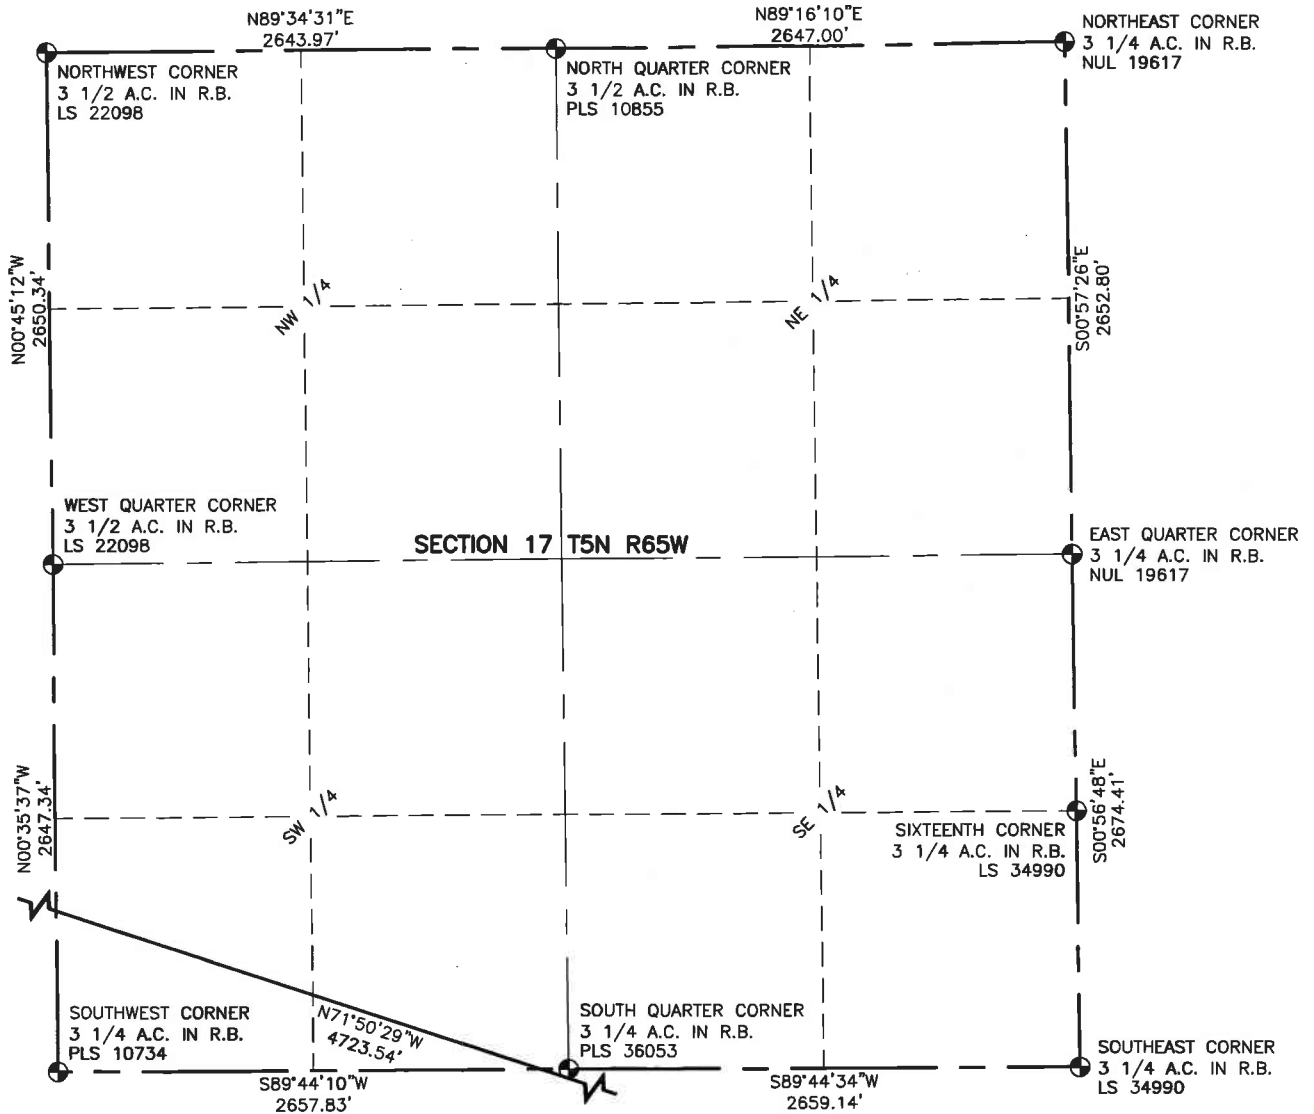 N89°34'31"E
2643.97'
N89°16'10"E
2647.00'
NORTHEAST CORNER
3 1/4 A.C. IN R.B.
NUL 19617
NORTHWEST CORNER
3 1/2 A.C. IN R.B.
LS 22098
NORTH QUARTER CORNER
3 1/2 A.C. IN R.B.
PLS 10855
N00°45'12"W
2650.34'
NW 1/4
NE 1/4
S00°57'26"E
2652.80'
WEST QUARTER CORNER
3 1/2 A.C. IN R.B.
LS 22098
SECTION 17 T5N R65W
EAST QUARTER CORNER
3 1/4 A.C. IN R.B.
NUL 19617
N00°35'37"W
2647.34'
SW 1/4
SE 1/4
SIXTEENTH CORNER
3 1/4 A.C. IN R.B.
LS 34990
S00°56'48"E
2674.41'
SOUTHWEST CORNER
3 1/4 A.C. IN R.B.
PLS 10734
N71°50'29"W
4723.54'
SOUTH QUARTER CORNER
3 1/4 A.C. IN R.B.
PLS 36053
SOUTHEAST CORNER
3 1/4 A.C. IN R.B.
LS 34990
S89°44'10"W
2657.83'
S89°44'34"W
2659.14'